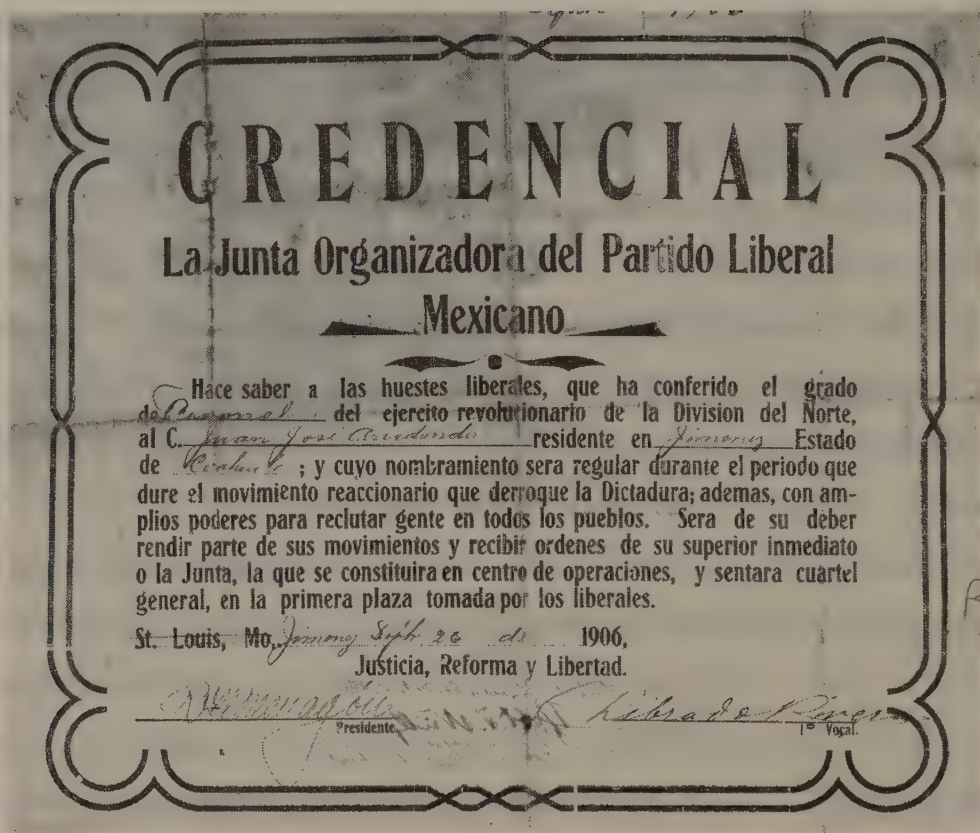 CREDENCIAL
La Junta Organizadora del Partido Liberal
Mexicano
Hace saber a las huestes liberales, que ha conferido el grado
de Coronel del ejercito revolutionario de la Division del Norte,
al C. Juan José Arredondo residente en Jimenez Estado
de Coahuila ; y cuyo nombramiento sera regular durante el periodo que
dure el movimiento reaccionario que derroque la Dictadura; ademas, con am-
plios poderes para reclutar gente en todos los pueblos. Sera de su deber
rendir parte de sus movimientos y recibir ordenes de su superior inmediato
o la Junta, la que se constituira en centro de operaciones, y sentara cuartel
general, en la primera plaza tomada por los liberales.
St. Louis, Mo, Jimenez Sept. 26 de 1906,
Justicia, Reforma y Libertad.
Librado Rivera
Presidente. 1º Vocal.